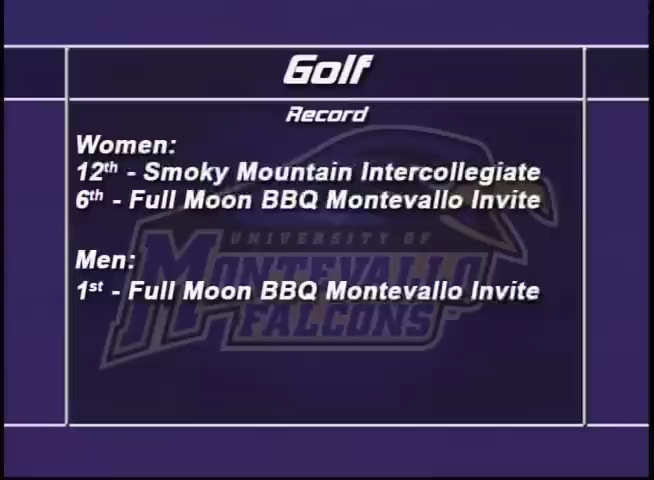 Golf
Record
Women:
12th - Smoky Mountain Intercollegiate
6th - Full Moon BBQ Montevallo Invite
UNIVERSITY OF
Men:
MONTEVALLO
1st - Full Moon BBQ Montevallo Invite
FALCONS